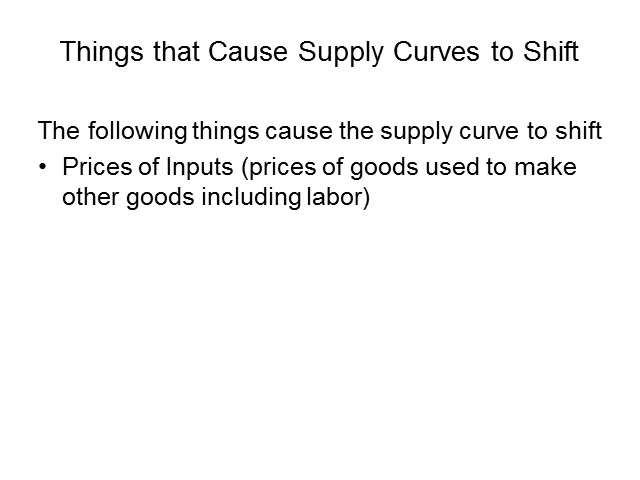 Things that Cause Supply Curves to Shift
The following things cause the supply curve to shift
• Prices of Inputs (prices of goods used to make
other goods including labor)